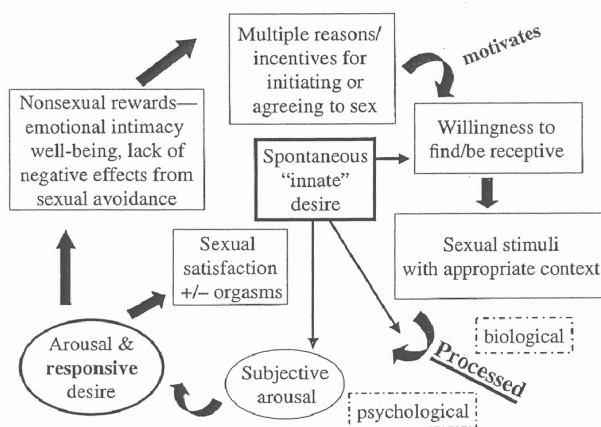 Multiple reasons/
incentives for
initiating or
agreeing to sex
motivates
Nonsexual rewards—
emotional intimacy
well-being, lack of
negative effects from
sexual avoidance
Willingness to
find/be receptive
Spontaneous
“innate”
desire
Sexual stimuli
with appropriate context
Sexual
satisfaction
+/– orgasms
biological
Processed
Arousal &
responsive
desire
Subjective
arousal
psychological